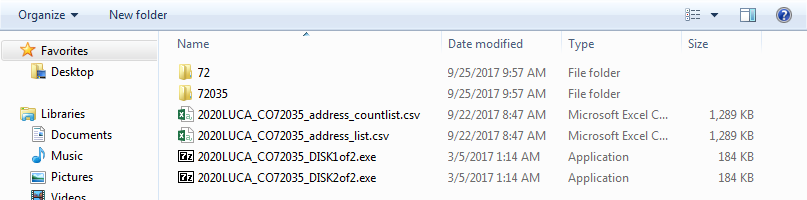 Organize New folder
Favorites
Desktop
Libraries
Documents
Music
Pictures
Videos
Name Date modified Type Size
72 9/25/2017 9:57 AM File folder
72035 9/25/2017 9:57 AM File folder
2020LUCA_CO72035_address_countlist.csv 9/22/2017 8:47 AM Microsoft Excel C... 1,289 KB
2020LUCA_CO72035_address_list.csv 9/22/2017 8:47 AM Microsoft Excel C... 1,289 KB
2020LUCA_CO72035_DISK1of2.exe 3/5/2017 1:14 AM Application 184 KB
2020LUCA_CO72035_DISK2of2.exe 3/5/2017 1:14 AM Application 184 KB